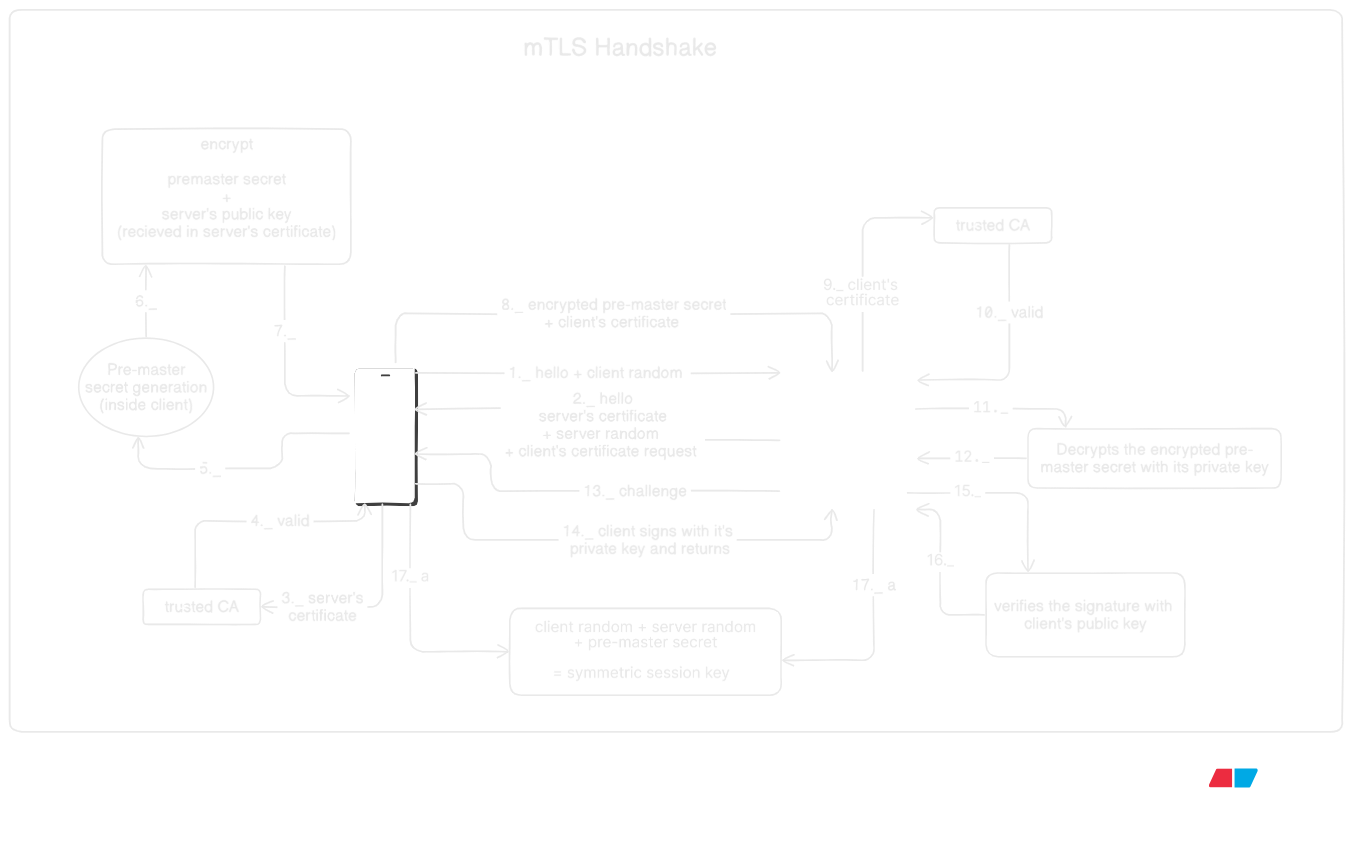 mTLS Handshake
encrypt
premaster secret
+
server's public key
(recieved in server's certificate)
trusted CA
9._ client's
certificate
10._ valid
6._
7._
8._ encrypted pre-master secret
+ client's certificate
Pre-master
secret generation
(inside client)
1._ hello + client random
2._ hello
server's certificate
+ server random
+ client's certificate request
11._
Decrypts the encrypted pre-
master secret with its private key
12._
5._
13._ challenge
15._
4._ valid
14._ client signs with it's
private key and returns
16._
17._ a
17._ a
trusted CA
3._ server's
certificate
verifies the signature with
client's public key
client random + server random
+ pre-master secret
= symmetric session key